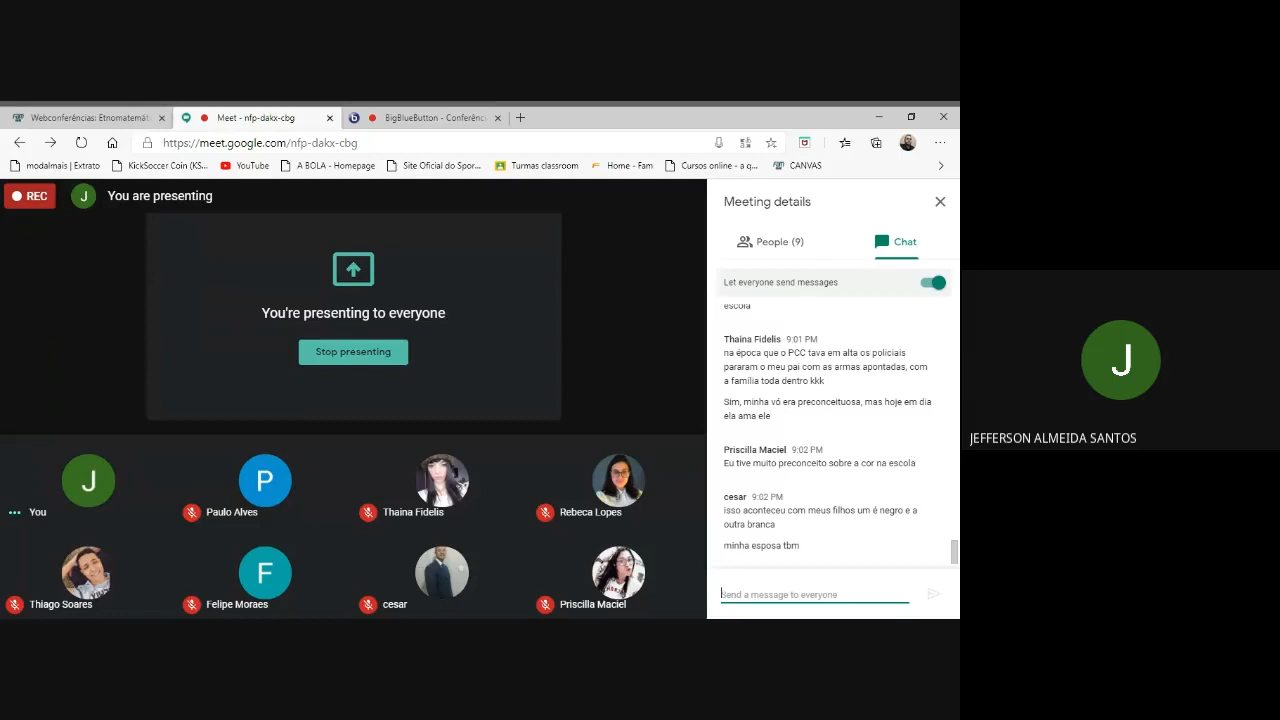 Webconferências: Etnomatemáti
Meet - nfp-dakx-cbg
BigBlueButton - Conferênc
https://meet.google.com/nfp-dakx-cbg
modalmais | Extrato
KickSoccer Coin (KS...
YouTube
A BOLA - Homepage
Site Oficial do Spor...
Turmas classroom
Home - Fam
Cursos online - a q...
CANVAS
REC
J
You are presenting
Meeting details
People (9)
Chat
Let everyone send messages
You're presenting to everyone
Stop presenting
escola
Thaina Fidelis 9:01 PM
na época que o PCC tava em alta os policiais
pararam o meu pai com as armas apontadas, com
a família toda dentro kkk
Sim, minha vó era preconceituosa, mas hoje em dia
ela ama ele
Priscilla Maciel 9:02 PM
Eu tive muito preconceito sobre a cor na escola
cesar 9:02 PM
isso aconteceu com meus filhos um é negro e a
outra branca
minha esposa tbm
Send a message to everyone
J
You
P
Paulo Alves
Thaina Fidelis
Rebeca Lopes
Thiago Soares
F
Felipe Moraes
cesar
Priscilla Maciel
J
JEFFERSON ALMEIDA SANTOS